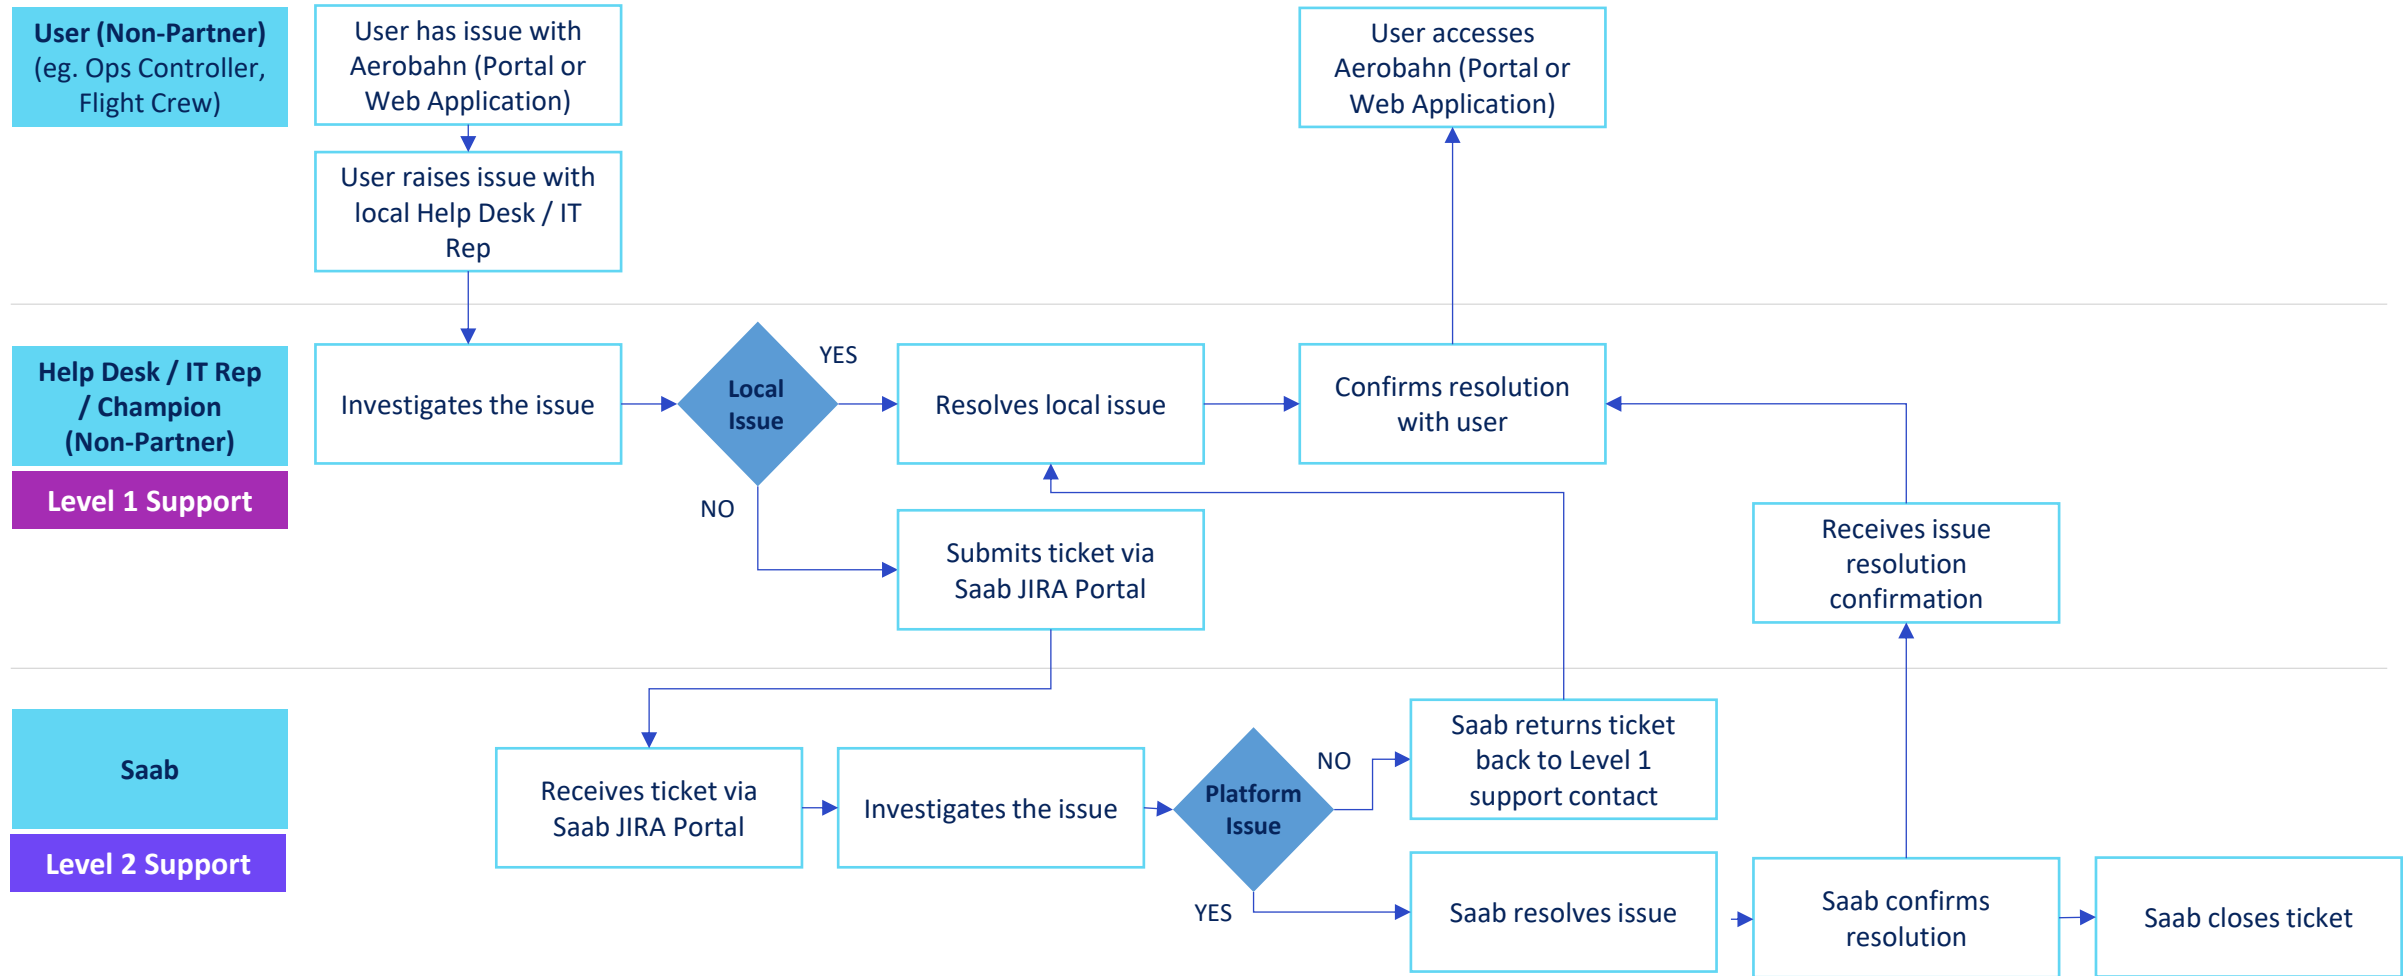 User (Non-Partner)
(eg. Ops Controller,
Flight Crew)
User has issue with
Aerobahn (Portal or
Web Application)
User accesses
Aerobahn (Portal or
Web Application)
User raises issue with
local Help Desk / IT
Rep
Help Desk / IT Rep
/ Champion
(Non-Partner)
Level 1 Support
Investigates the issue
Local
Issue
YES
NO
Resolves local issue
Confirms resolution
with user
Submits ticket via
Saab JIRA Portal
Receives issue
resolution
confirmation
Saab
Level 2 Support
Receives ticket via
Saab JIRA Portal
Investigates the issue
Platform
Issue
NO
YES
Saab returns ticket
back to Level 1
support contact
Saab resolves issue
Saab confirms
resolution
Saab closes ticket